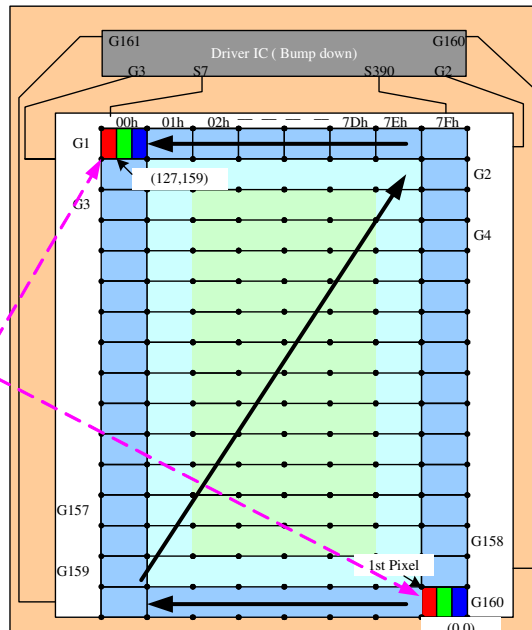 G161 G160
Driver IC ( Bump down)
G3 S7 S390 G2
00h 01h 02h 7Dh 7Eh 7Fh
G1
(127,159)
G2
G3
G4
G157
G158
G159
1st Pixel
G160
(0,0)